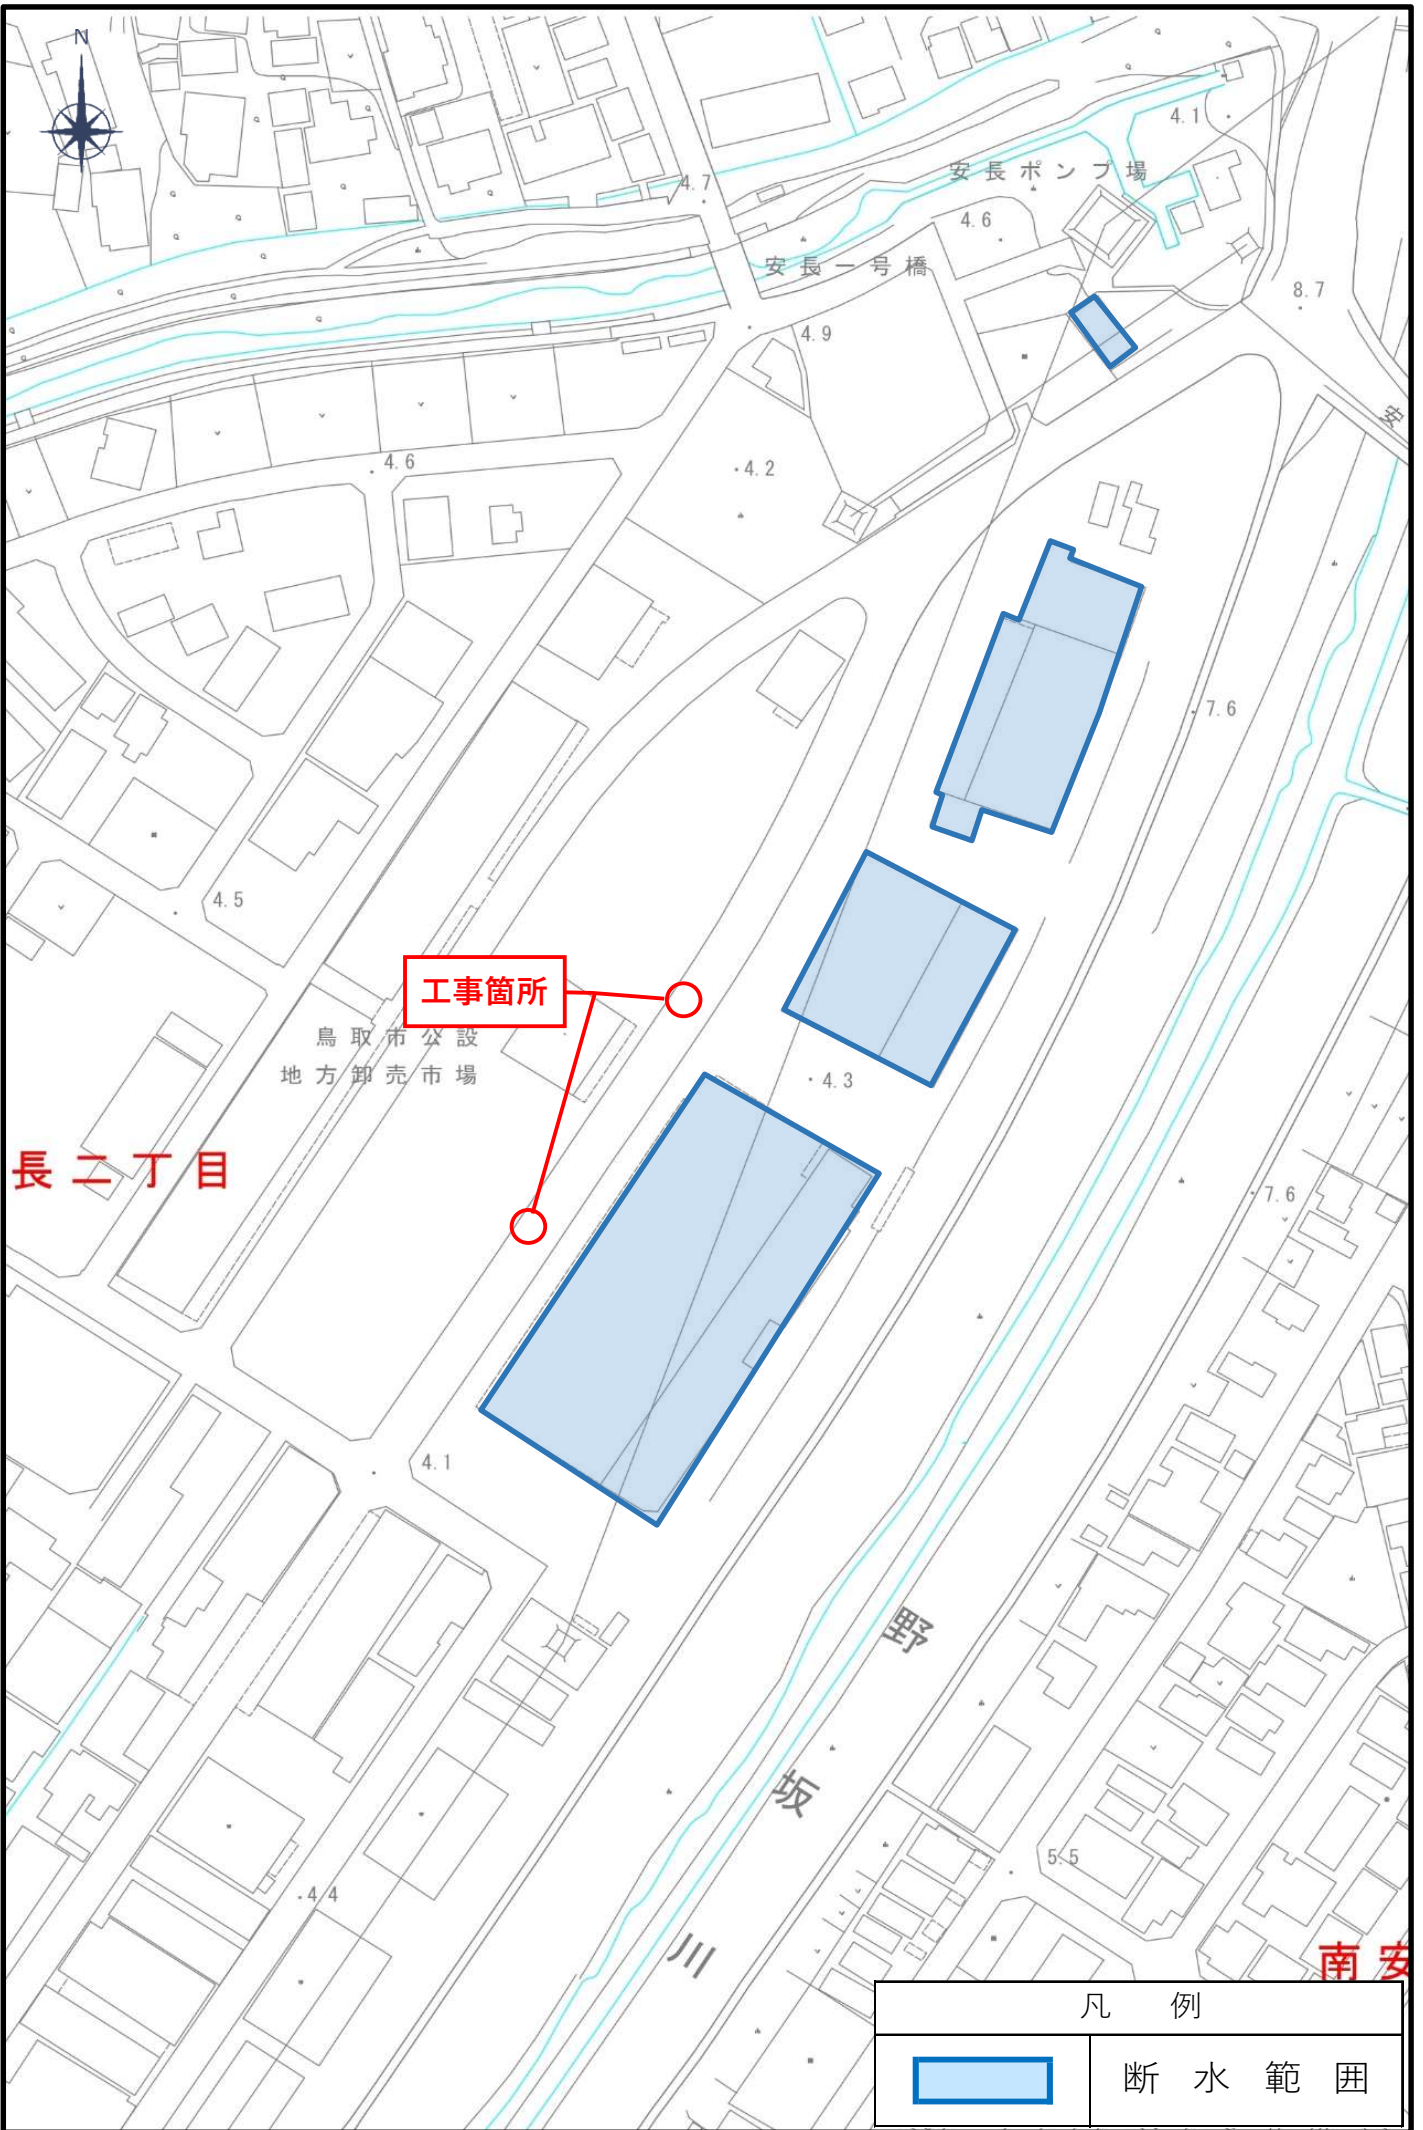 N
4.1
安長ポンプ場
4.7
4.6
安長一号橋
8.7
4.9
安
4.6
4.2
7.6
4.5
工事箇所
鳥取市公設
地方卸売市場
4.3
長二丁目
7.6
4.1
野
坂
川
5.5
4.4
南安
凡 例
断水範囲